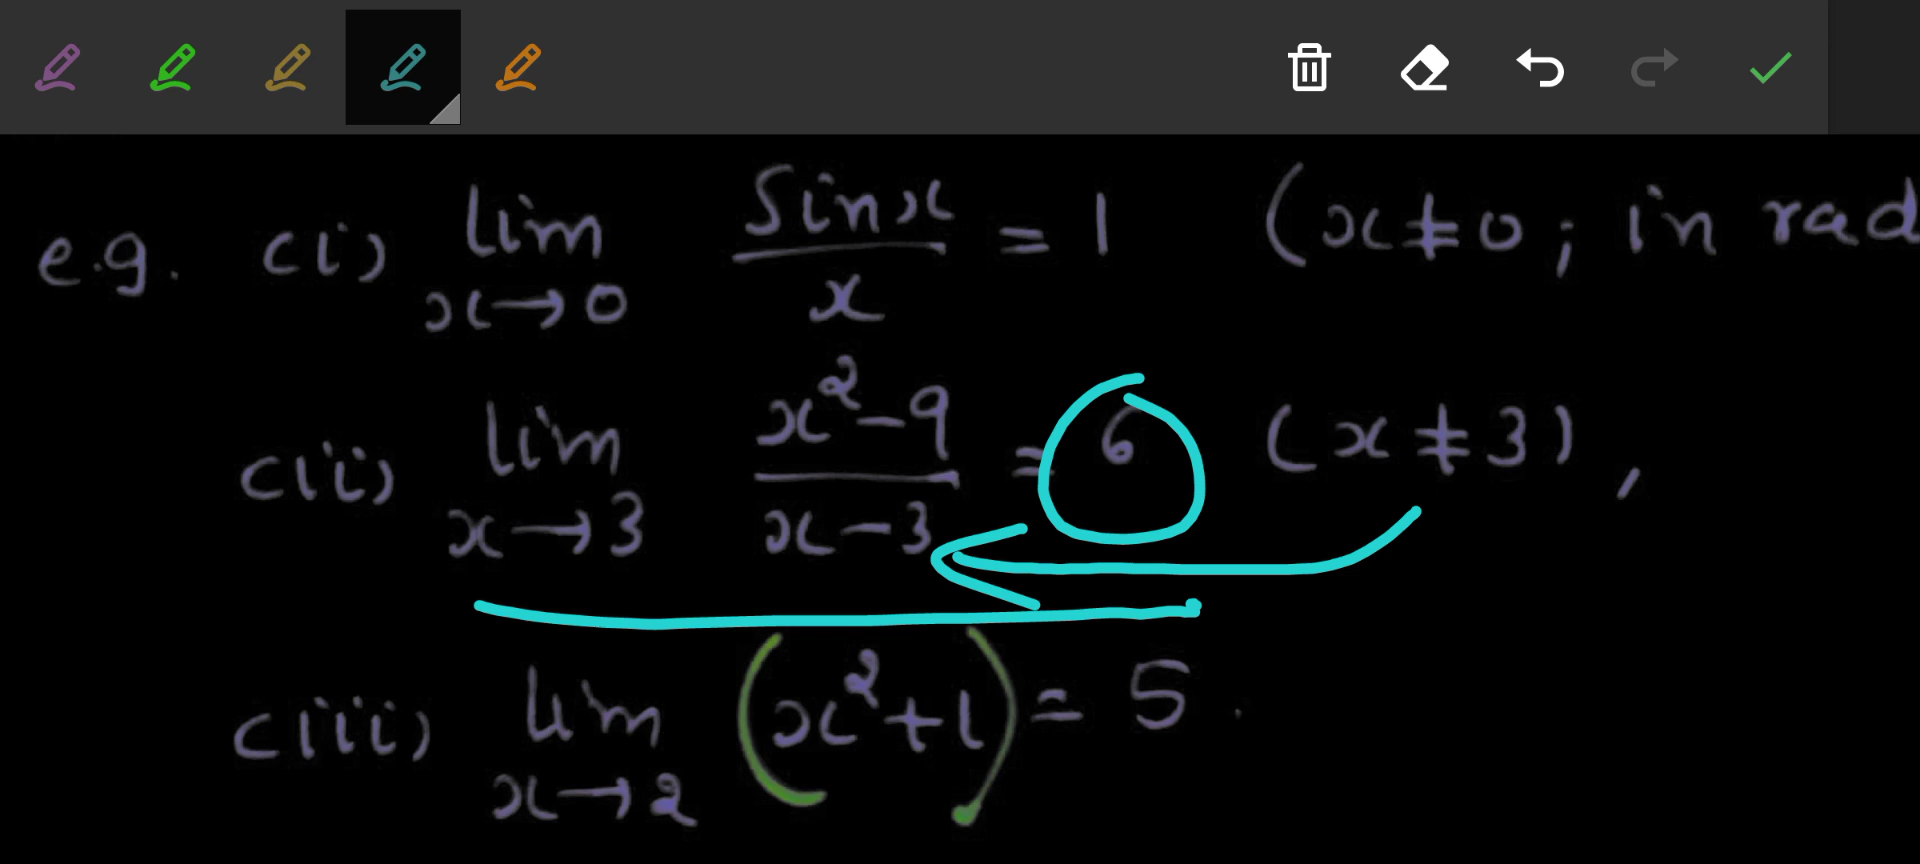 e.g. (i) lim x→0 sinx/x = 1 (x≠0; in rad
(ii) lim x→3 x²-9/x-3 = 6 (x≠3),
(iii) lim x→2 (x²+1) = 5.